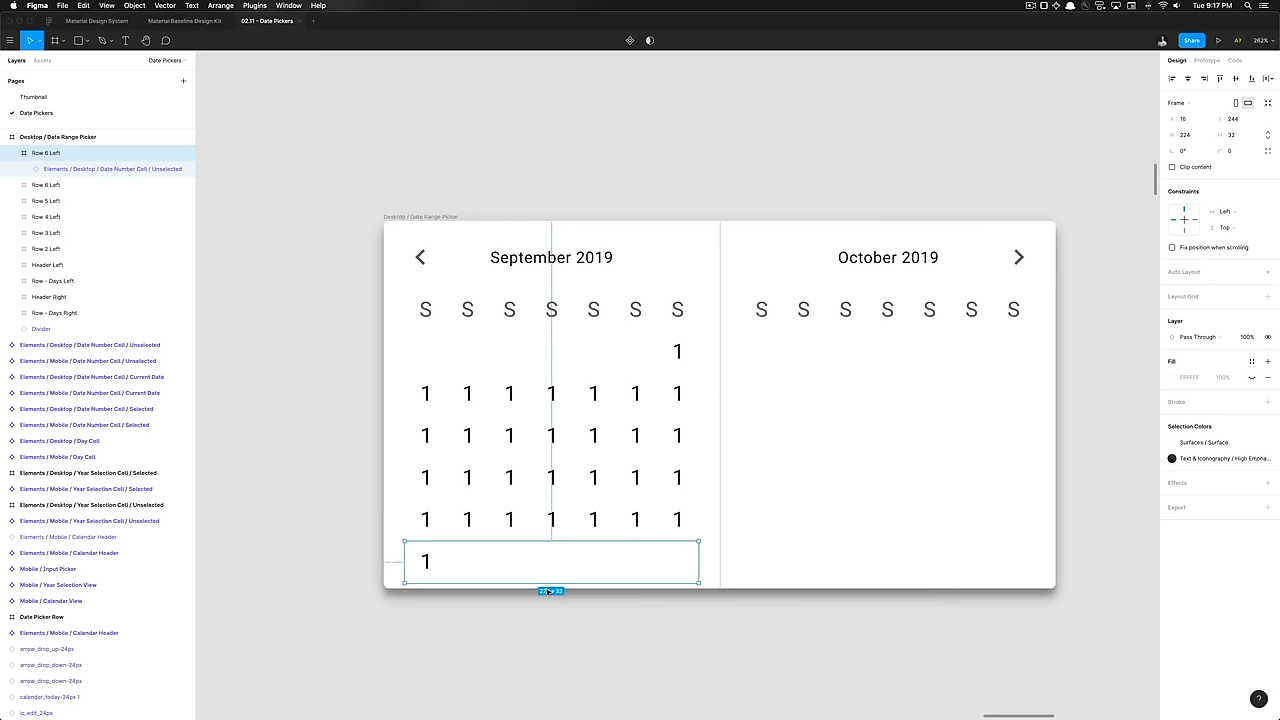 Figma File Edit View Object Vector Text Arrange Plugins Window Help Tue 9:17 PM
Material Design System Material Baseline Design Kit 02.11 - Date Pickers × +
Share A? 262%
Layers Assets Date Pickers
Pages +
Thumbnail
Date Pickers
Desktop / Date Range Picker
Row 6 Left
Elements / Desktop / Date Number Cell / Unselected
Row 6 Left
Row 5 Left
Row 4 Left
Row 3 Left
Row 2 Left
Header Left
Row - Days Left
Header Right
Row - Days Right
Divider
Elements / Desktop / Date Number Cell / Unselected
Elements / Mobile / Date Number Cell / Unselected
Elements / Desktop / Date Number Cell / Current Date
Elements / Mobile / Date Number Cell / Current Date
Elements / Desktop / Date Number Cell / Selected
Elements / Mobile / Date Number Cell / Selected
Elements / Desktop / Day Cell
Elements / Mobile / Day Cell
Elements / Desktop / Year Selection Cell / Selected
Elements / Mobile / Year Selection Cell / Selected
Elements / Desktop / Year Selection Cell / Unselected
Elements / Mobile / Year Selection Cell / Unselected
Elements / Mobile / Calendar Header
Elements / Mobile / Calendar Header
Mobile / Input Picker
Mobile / Year Selection View
Mobile / Calendar View
Date Picker Row
Elements / Mobile / Calendar Header
arrow_drop_up-24px
arrow_drop_down-24px
arrow_drop_down-24px
calendar_today-24px 1
ic_edit_24px
Desktop / Date Range Picker
September 2019 October 2019
S S S S S S S S S S S S S S
1
1 1 1 1 1 1 1
1 1 1 1 1 1 1
1 1 1 1 1 1 1
1 1 1 1 1 1 1
1
Design Prototype Code
Frame
X 16 Y 244
W 224 H 32
0° 0
Clip content
Constraints
Left
Top
Fix position when scrolling
Auto Layout +
Layout Grid +
Layer
Pass Through 100%
Fill +
FFFFFF 100% −
Stroke +
Selection Colors
Surfaces / Surface
Text & Iconography / High Empha...
Effects +
Export +
?